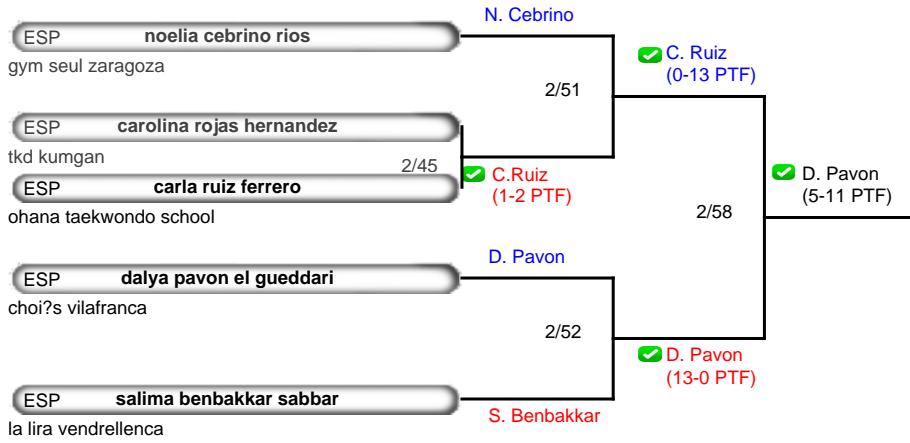 N. Cebrino
ESP noelia cebrino rios
gym seul zaragoza
C. Ruiz
(0-13 PTF)
2/51
ESP carolina rojas hernandez
tkd kumgan
2/45
C.Ruiz
(1-2 PTF)
ESP carla ruiz ferrero
ohana taekwondo school
D. Pavon
(5-11 PTF)
2/58
D. Pavon
ESP dalya pavon el gueddari
choi?s vilafranca
2/52
D. Pavon
(13-0 PTF)
ESP salima benbakkar sabbar
S. Benbakkar
la lira vendrellenca